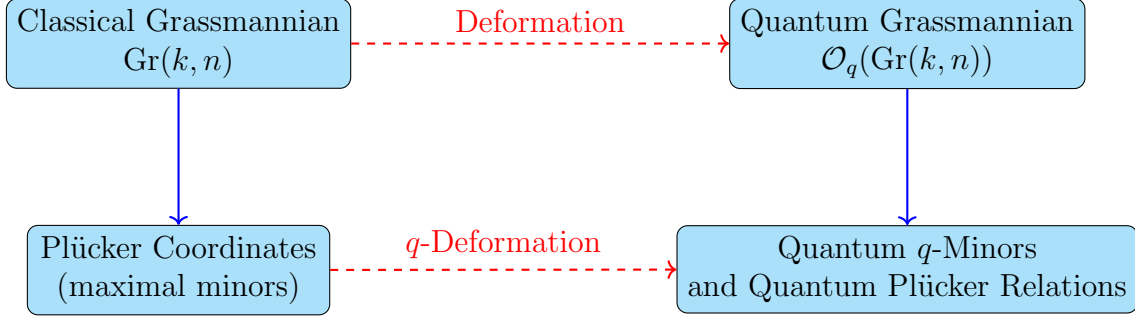 Classical Grassmannian
Gr(k, n)
Deformation
Quantum Grassmannian
𝒪_q(Gr(k, n))
Plücker Coordinates
(maximal minors)
q-Deformation
Quantum q-Minors
and Quantum Plücker Relations